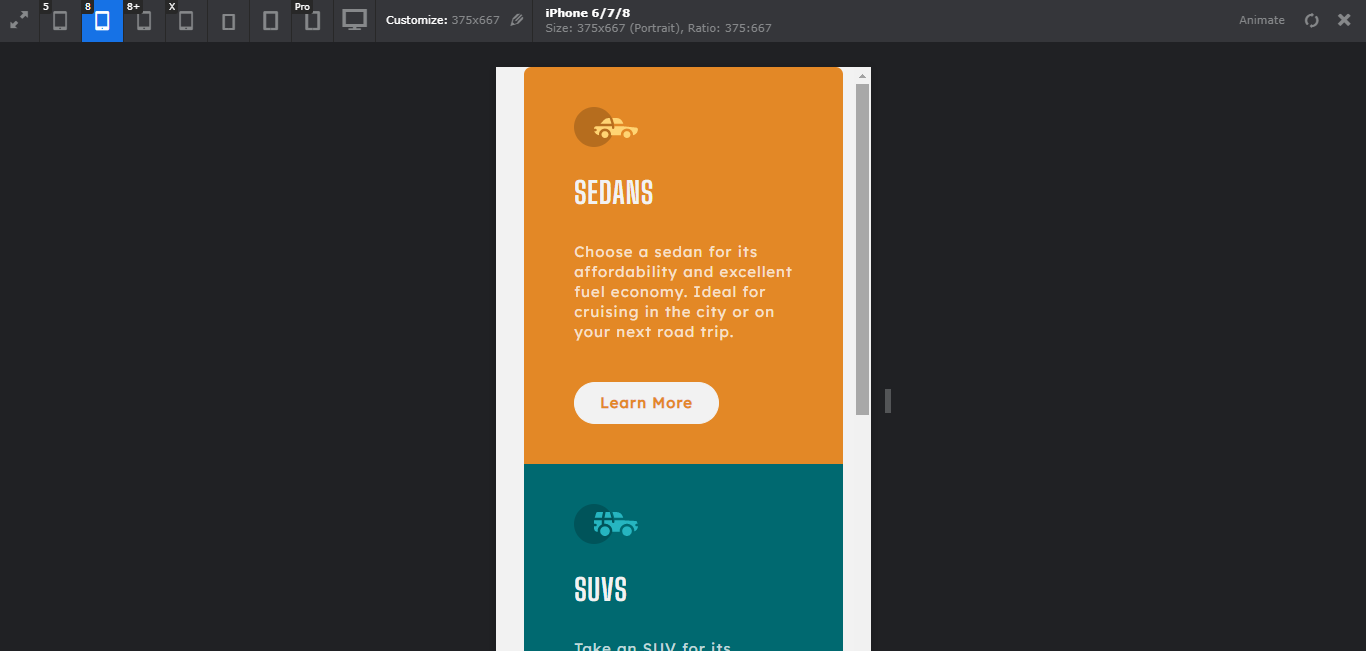 5
8
8+
X
Pro
Customize: 375x667
iPhone 6/7/8
Size: 375x667 (Portrait), Ratio: 375:667
Animate
SEDANS
Choose a sedan for its
affordability and excellent
fuel economy. Ideal for
cruising in the city or on
your next road trip.
Learn More
SUVS
Take an SUV for its